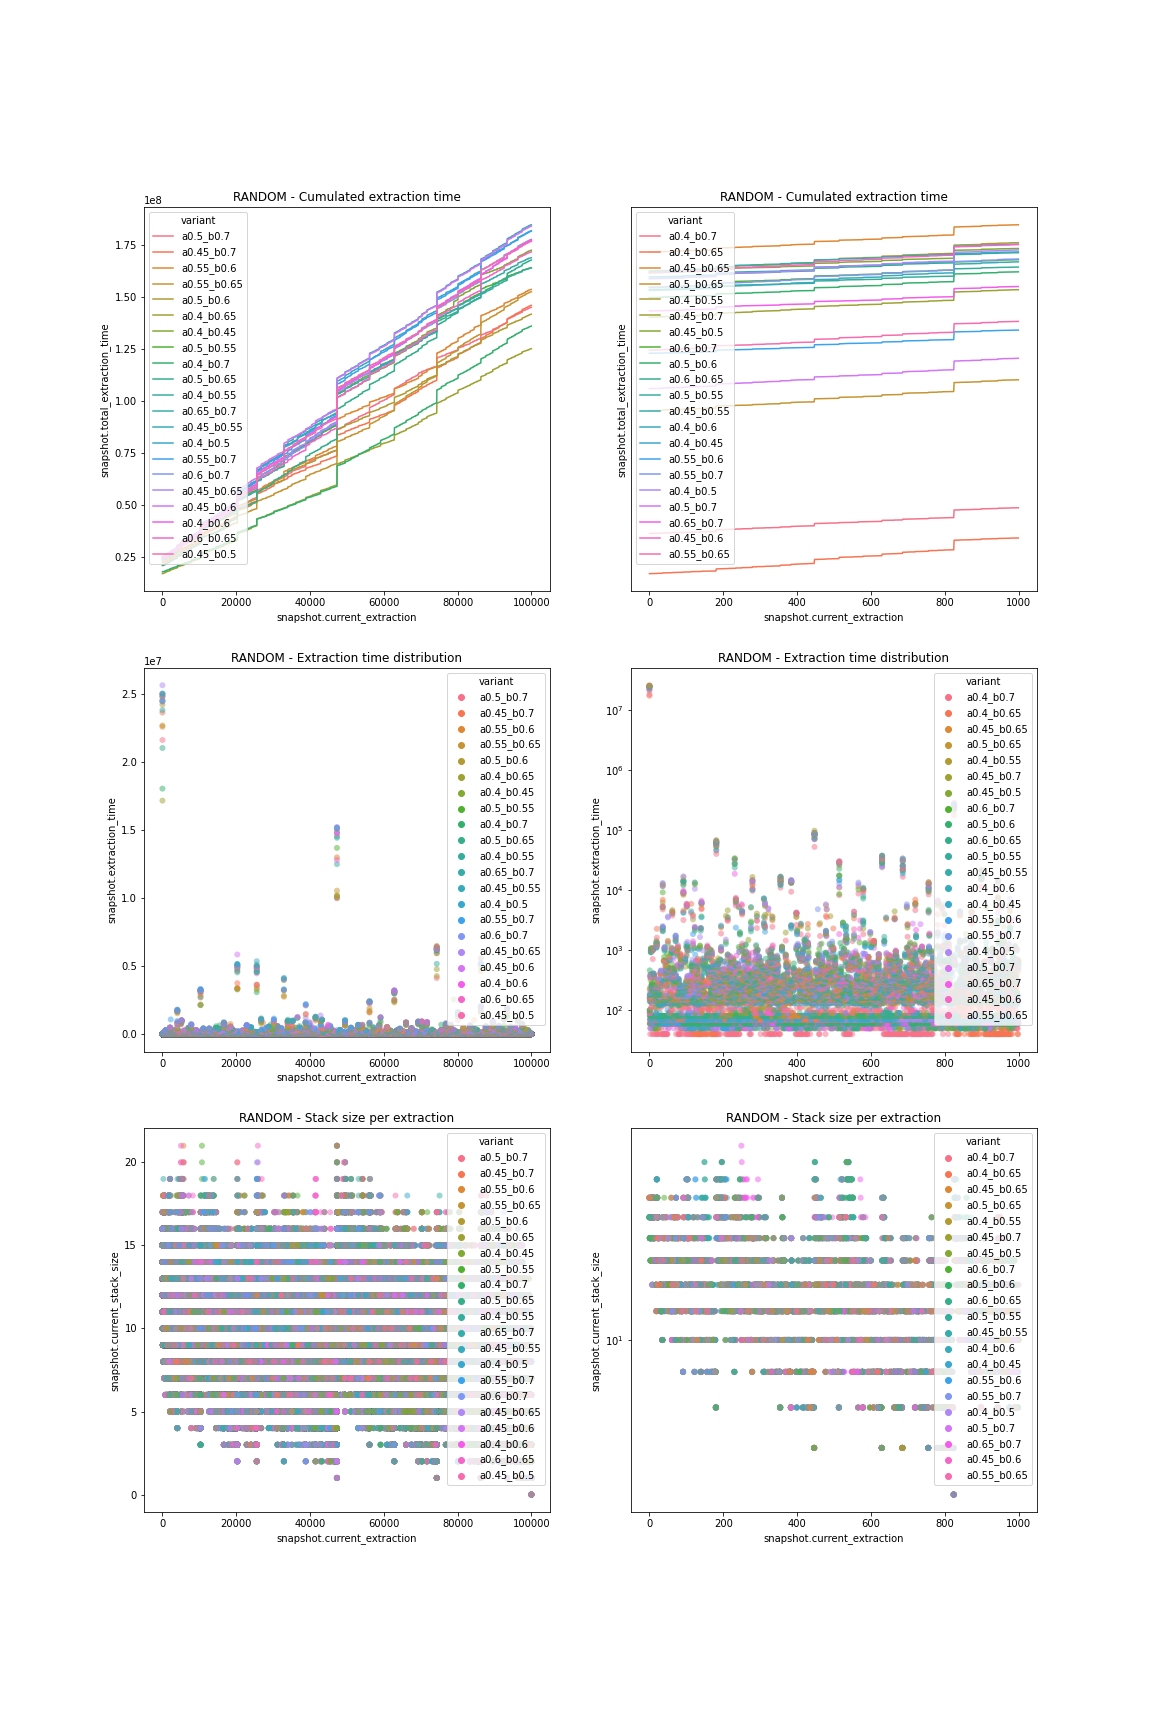 RANDOM - Cumulated extraction time
1e8
snapshot.total_extraction_time
1.75
1.50
1.25
1.00
0.75
0.50
0.25
variant
a0.5_b0.7
a0.45_b0.7
a0.55_b0.6
a0.55_b0.65
a0.5_b0.6
a0.4_b0.65
a0.4_b0.45
a0.5_b0.55
a0.4_b0.7
a0.5_b0.65
a0.4_b0.55
a0.65_b0.7
a0.45_b0.55
a0.4_b0.5
a0.55_b0.7
a0.6_b0.7
a0.45_b0.65
a0.45_b0.6
a0.4_b0.6
a0.6_b0.65
a0.45_b0.5
0 20000 40000 60000 80000 100000
snapshot.current_extraction
RANDOM - Cumulated extraction time
snapshot.total_extraction_time
variant
a0.4_b0.7
a0.4_b0.65
a0.45_b0.65
a0.5_b0.65
a0.4_b0.55
a0.45_b0.7
a0.45_b0.5
a0.6_b0.7
a0.5_b0.6
a0.6_b0.65
a0.5_b0.55
a0.45_b0.55
a0.4_b0.6
a0.4_b0.45
a0.55_b0.6
a0.55_b0.7
a0.4_b0.5
a0.5_b0.7
a0.65_b0.7
a0.45_b0.6
a0.55_b0.65
0 200 400 600 800 1000
snapshot.current_extraction
RANDOM - Extraction time distribution
1e7
snapshot.extraction_time
2.5
2.0
1.5
1.0
0.5
0.0
variant
a0.5_b0.7
a0.45_b0.7
a0.55_b0.6
a0.55_b0.65
a0.5_b0.6
a0.4_b0.65
a0.4_b0.45
a0.5_b0.55
a0.4_b0.7
a0.5_b0.65
a0.4_b0.55
a0.65_b0.7
a0.45_b0.55
a0.4_b0.5
a0.55_b0.7
a0.6_b0.7
a0.45_b0.65
a0.45_b0.6
a0.4_b0.6
a0.6_b0.65
a0.45_b0.5
0 20000 40000 60000 80000 100000
snapshot.current_extraction
RANDOM - Extraction time distribution
snapshot.extraction_time
10⁷
10⁶
10⁵
10⁴
10³
10²
variant
a0.4_b0.7
a0.4_b0.65
a0.45_b0.65
a0.5_b0.65
a0.4_b0.55
a0.45_b0.7
a0.45_b0.5
a0.6_b0.7
a0.5_b0.6
a0.6_b0.65
a0.5_b0.55
a0.45_b0.55
a0.4_b0.6
a0.4_b0.45
a0.55_b0.6
a0.55_b0.7
a0.4_b0.5
a0.5_b0.7
a0.65_b0.7
a0.45_b0.6
a0.55_b0.65
0 200 400 600 800 1000
snapshot.current_extraction
RANDOM - Stack size per extraction
snapshot.current_stack_size
20
15
10
5
0
variant
a0.5_b0.7
a0.45_b0.7
a0.55_b0.6
a0.55_b0.65
a0.5_b0.6
a0.4_b0.65
a0.4_b0.45
a0.5_b0.55
a0.4_b0.7
a0.5_b0.65
a0.4_b0.55
a0.65_b0.7
a0.45_b0.55
a0.4_b0.5
a0.55_b0.7
a0.6_b0.7
a0.45_b0.65
a0.45_b0.6
a0.4_b0.6
a0.6_b0.65
a0.45_b0.5
0 20000 40000 60000 80000 100000
snapshot.current_extraction
RANDOM - Stack size per extraction
snapshot.current_stack_size
10¹
variant
a0.4_b0.7
a0.4_b0.65
a0.45_b0.65
a0.5_b0.65
a0.4_b0.55
a0.45_b0.7
a0.45_b0.5
a0.6_b0.7
a0.5_b0.6
a0.6_b0.65
a0.5_b0.55
a0.45_b0.55
a0.4_b0.6
a0.4_b0.45
a0.55_b0.6
a0.55_b0.7
a0.4_b0.5
a0.5_b0.7
a0.65_b0.7
a0.45_b0.6
a0.55_b0.65
0 200 400 600 800 1000
snapshot.current_extraction